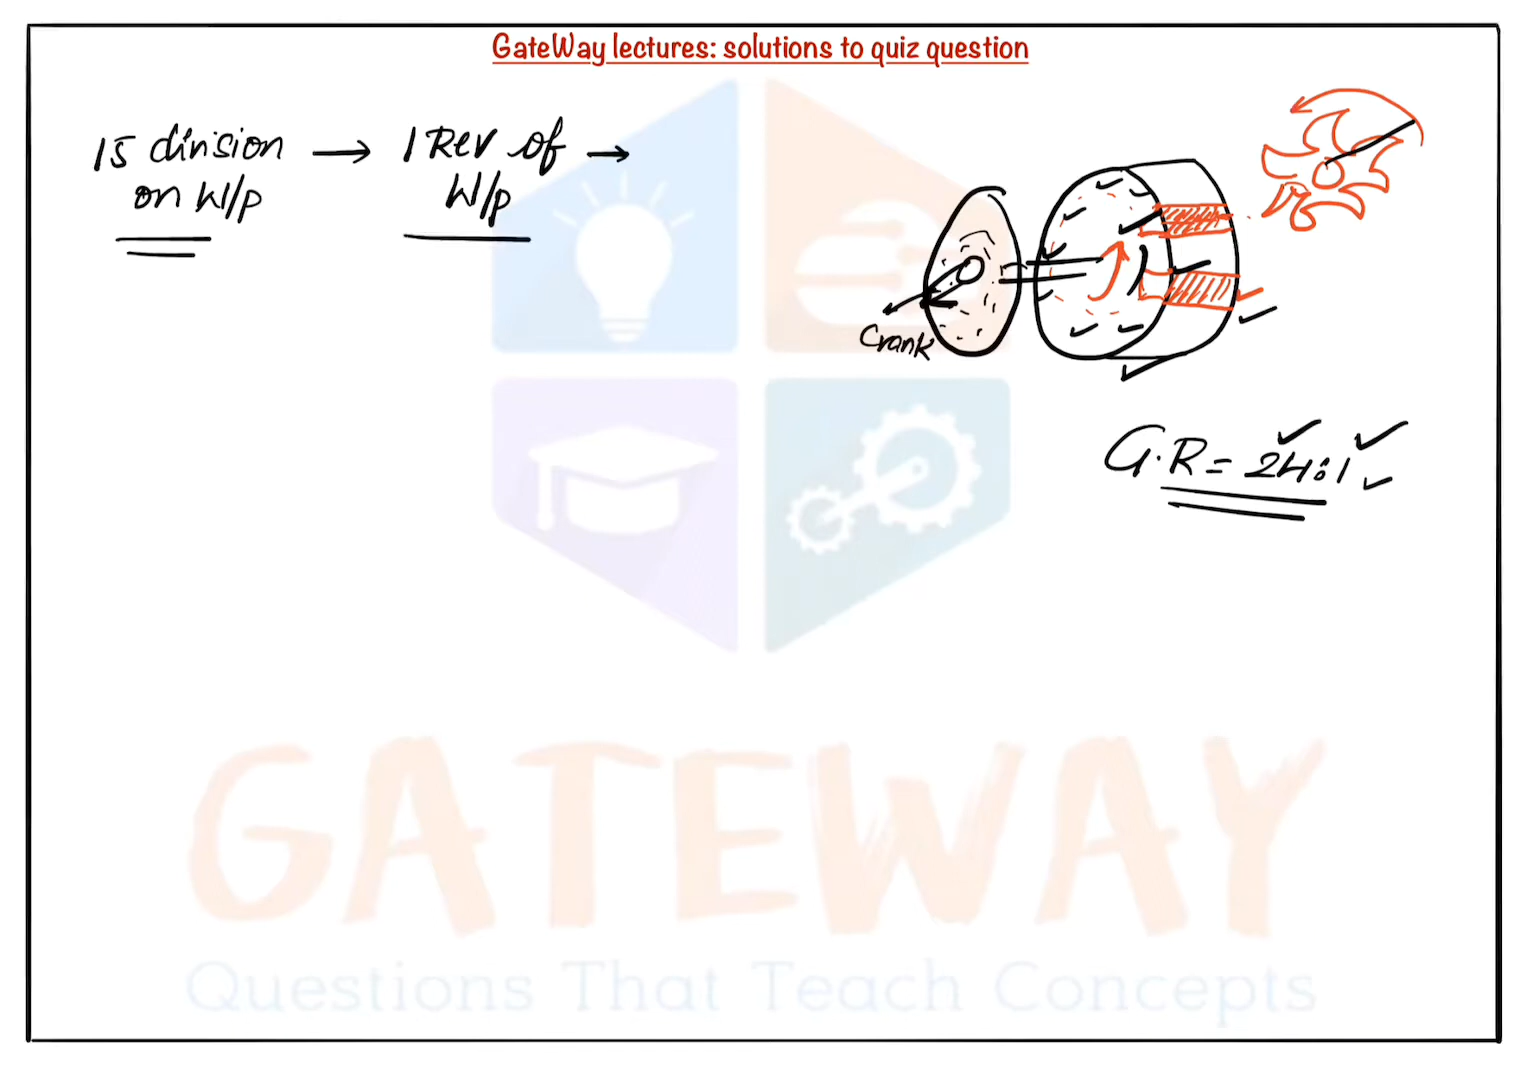 GateWay lectures: solutions to quiz question
15 division → 1 Rev of →
on W/p W/p
Crank
G.R = 24:1
GATEWAY
Questions That Teach Concepts